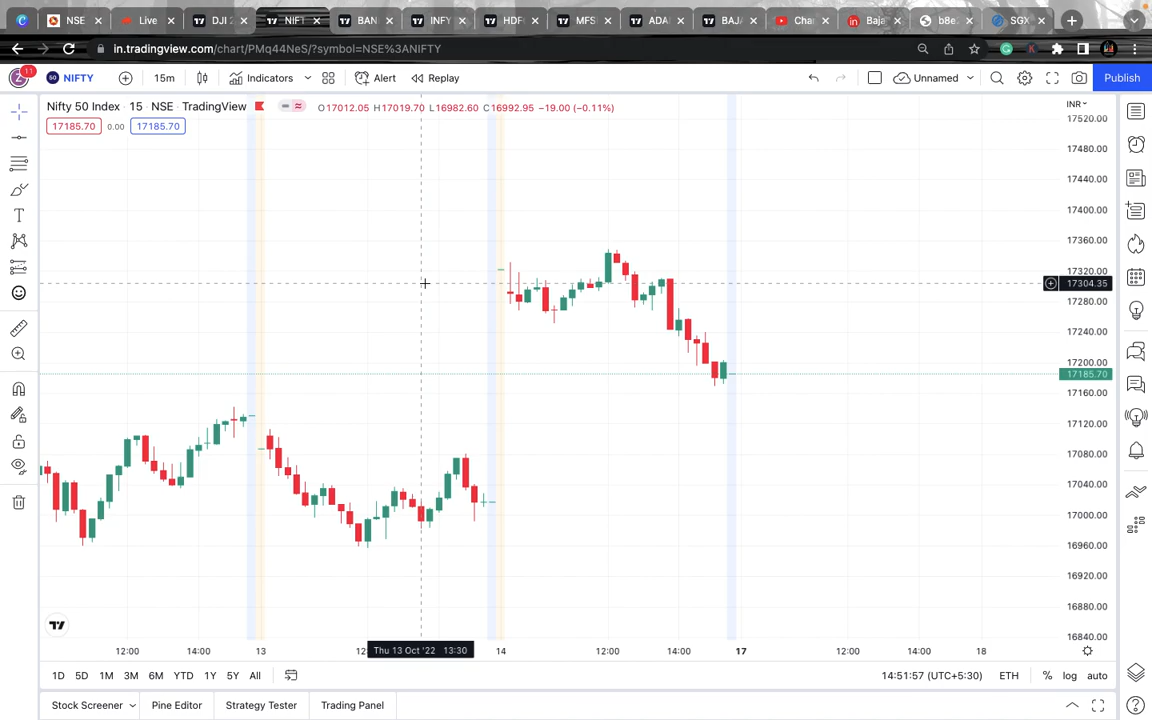 NSE
Live
DJI 2
NIFT
BAN
INFY
HDF
MFS
ADA
BAJA
Char
Baja
b8e2
SGX
in.tradingview.com/chart/PMq44NeS/?symbol=NSE%3ANIFTY
Z 11 50 NIFTY 15m Indicators Alert Replay Unnamed Publish
Nifty 50 Index · 15 · NSE · TradingView O17012.05 H17019.70 L16982.60 C16992.95 −19.00 (−0.11%) INR
17185.70 0.00 17185.70
17520.00
17480.00
17440.00
17400.00
17360.00
17320.00
17304.35
17280.00
17240.00
17200.00
17185.70
17160.00
17120.00
17080.00
17040.00
17000.00
16960.00
16920.00
16880.00
16840.00
12:00 14:00 13 Thu 13 Oct '22 13:30 14 12:00 14:00 17 12:00 14:00 18
1D 5D 1M 3M 6M YTD 1Y 5Y All 14:51:57 (UTC+5:30) ETH % log auto
Stock Screener Pine Editor Strategy Tester Trading Panel